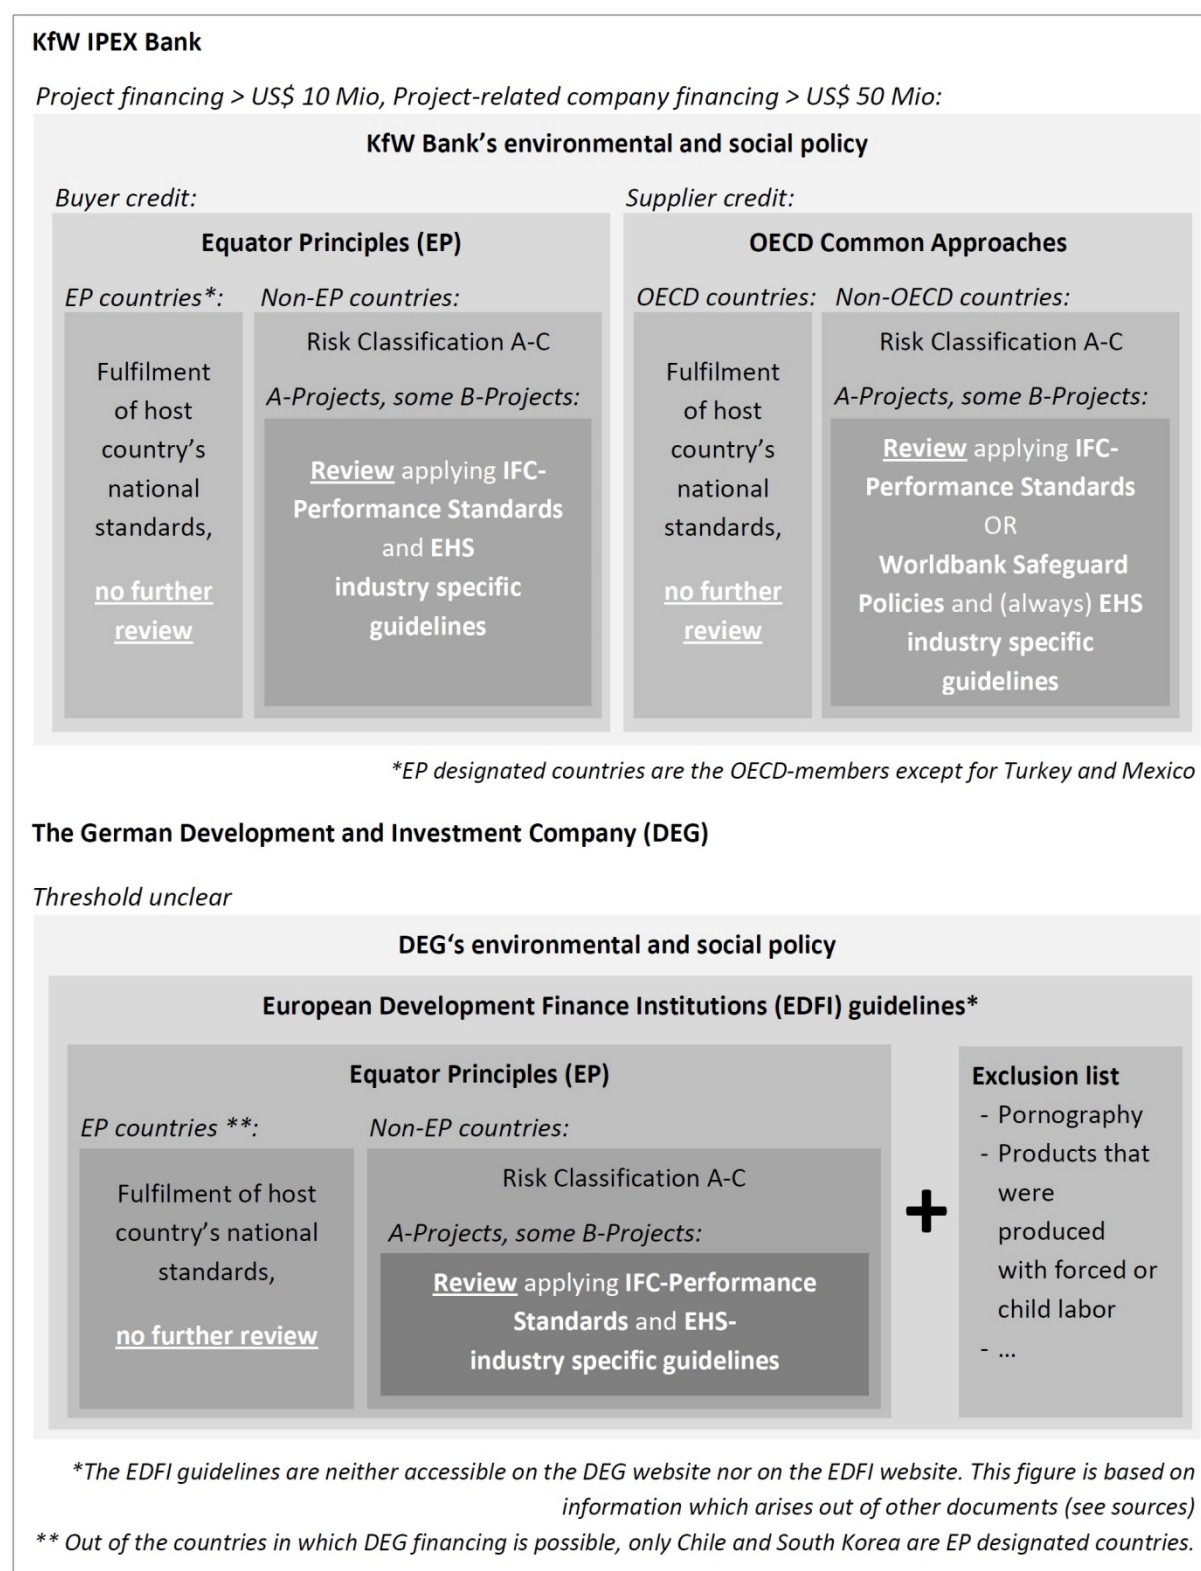 KfW IPEX Bank
Project financing > US$ 10 Mio, Project-related company financing > US$ 50 Mio:
KfW Bank's environmental and social policy
Buyer credit:
Equator Principles (EP)
EP countries*:
Fulfilment
of host
country's
national
standards,
no further
review
Non-EP countries:
Risk Classification A-C
A-Projects, some B-Projects:
Review applying IFC-
Performance Standards
and EHS
industry specific
guidelines
Supplier credit:
OECD Common Approaches
OECD countries:
Fulfilment
of host
country's
national
standards,
no further
review
Non-OECD countries:
Risk Classification A-C
A-Projects, some B-Projects:
Review applying IFC-
Performance Standards
OR
Worldbank Safeguard
Policies and (always) EHS
industry specific
guidelines
*EP designated countries are the OECD-members except for Turkey and Mexico
The German Development and Investment Company (DEG)
Threshold unclear
DEG‘s environmental and social policy
European Development Finance Institutions (EDFI) guidelines*
Equator Principles (EP)
EP countries **:
Fulfilment of host
country's national
standards,
no further review
Non-EP countries:
Risk Classification A-C
A-Projects, some B-Projects:
Review applying IFC-Performance
Standards and EHS-
industry specific guidelines
+
Exclusion list
- Pornography
- Products that
were
produced
with forced or
child labor
- ...
*The EDFI guidelines are neither accessible on the DEG website nor on the EDFI website. This figure is based on
information which arises out of other documents (see sources)
** Out of the countries in which DEG financing is possible, only Chile and South Korea are EP designated countries.